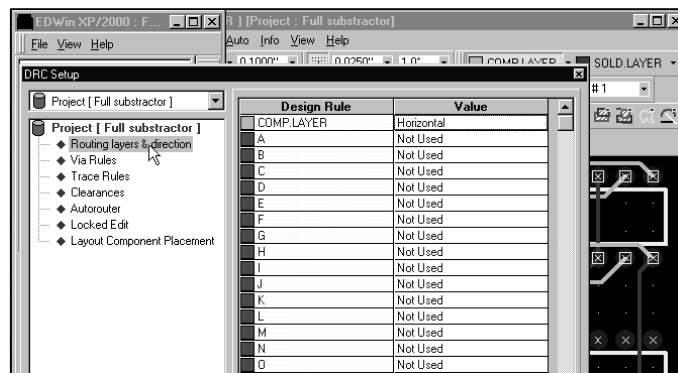 EDWin XP/2000 : F...
R ) [Project : Full substractor]
File View Help
Auto Info View Help
0.1000" 0.0250" 1.0° COMP.LAYER SOLD.LAYER
DRC Setup
#1
Project [ Full substractor ]
Design Rule Value
Project [ Full substractor ]
COMP.LAYER Horizontal
Routing layers & direction
A Not Used
Via Rules
B Not Used
Trace Rules
C Not Used
Clearances
D Not Used
Autorouter
E Not Used
Locked Edit
F Not Used
Layout Component Placement
G Not Used
H Not Used
I Not Used
J Not Used
K Not Used
L Not Used
M Not Used
N Not Used
O Not Used